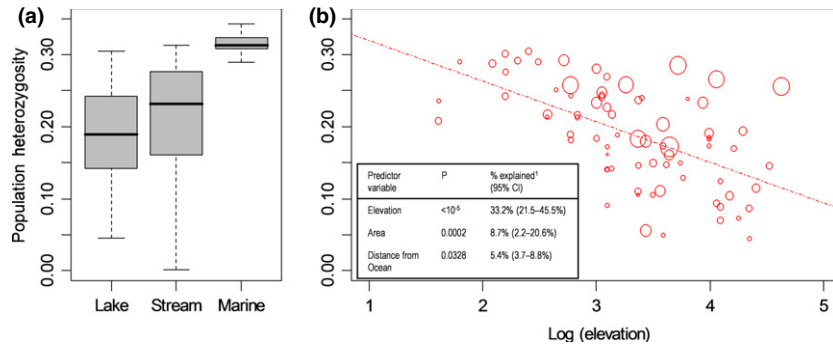 (a)
(b)
Population heterozygosity
0.30
0.20
0.10
0.00
Lake Stream Marine
0.30
0.20
0.10
0.00
Predictor variable P % explained¹ (95% CI)
Elevation <10⁻⁵ 33.2% (21.5–45.5%)
Area 0.0002 8.7% (2.2–20.6%)
Distance from Ocean 0.0328 5.4% (3.7–8.8%)
1 2 3 4 5
Log (elevation)